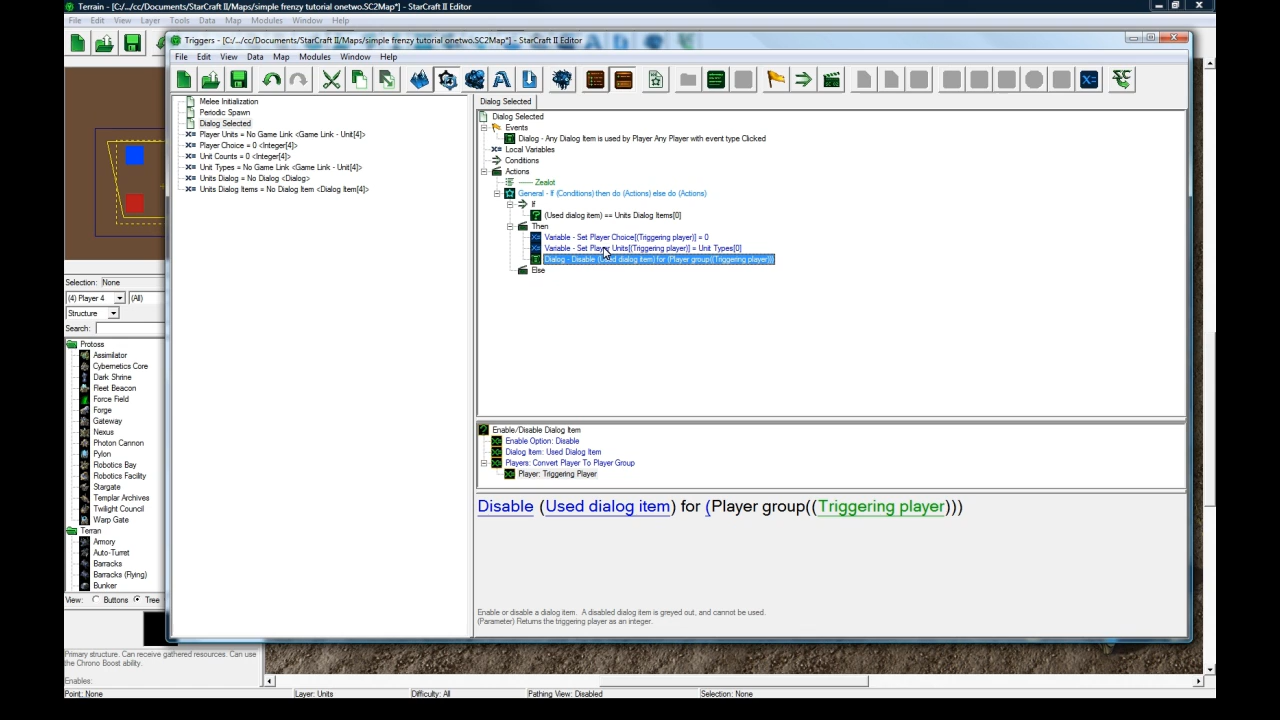 Terrain - [C:/../cc/Documents/StarCraft II/Maps/simple frenzy tutorial onetwo.SC2Map*] - StarCraft II Editor
File Edit View Layer Tools Data Map Modules Window Help
Triggers - [C:/../cc/Documents/StarCraft II/Maps/simple frenzy tutorial onetwo.SC2Map*] - StarCraft II Editor
File Edit View Data Map Modules Window Help
Melee Initialization
Periodic Spawn
Dialog Selected
Player Units = No Game Link <Game Link - Unit[4]>
Player Choice = 0 <Integer[4]>
Unit Counts = 0 <Integer[4]>
Unit Types = No Game Link <Game Link - Unit[4]>
Units Dialog = No Dialog <Dialog>
Units Dialog Items = No Dialog Item <Dialog Item[4]>
Dialog Selected
Dialog Selected
Events
Dialog - Any Dialog Item is used by Player Any Player with event type Clicked
Local Variables
Conditions
Actions
------- Zealot
General - If (Conditions) then do (Actions) else do (Actions)
If
(Used dialog item) == Units Dialog Items[0]
Then
Variable - Set Player Choice[(Triggering player)] = 0
Variable - Set Player Units[(Triggering player)] = Unit Types[0]
Dialog - Disable (Used dialog item) for (Player group((Triggering player)))
Else
Enable/Disable Dialog Item
Enable Option: Disable
Dialog Item: Used Dialog Item
Players: Convert Player To Player Group
Player: Triggering Player
Disable (Used dialog item) for (Player group((Triggering player)))
Enable or disable a dialog item. A disabled dialog item is greyed out, and cannot be used.
(Parameter) Returns the triggering player as an integer.
Selection: None
(4) Player 4 (All)
Structure
Search:
Protoss
Assimilator
Cybernetics Core
Dark Shrine
Fleet Beacon
Force Field
Forge
Gateway
Nexus
Photon Cannon
Pylon
Robotics Bay
Robotics Facility
Stargate
Templar Archives
Twilight Council
Warp Gate
Terran
Armory
Auto-Turret
Barracks
Barracks (Flying)
Bunker
View: Buttons Tree
Primary structure. Can receive gathered resources. Can use
the Chrono Boost ability.
Enables:
Point: None Layer: Units Difficulty: All Pathing View: Disabled Selection: None